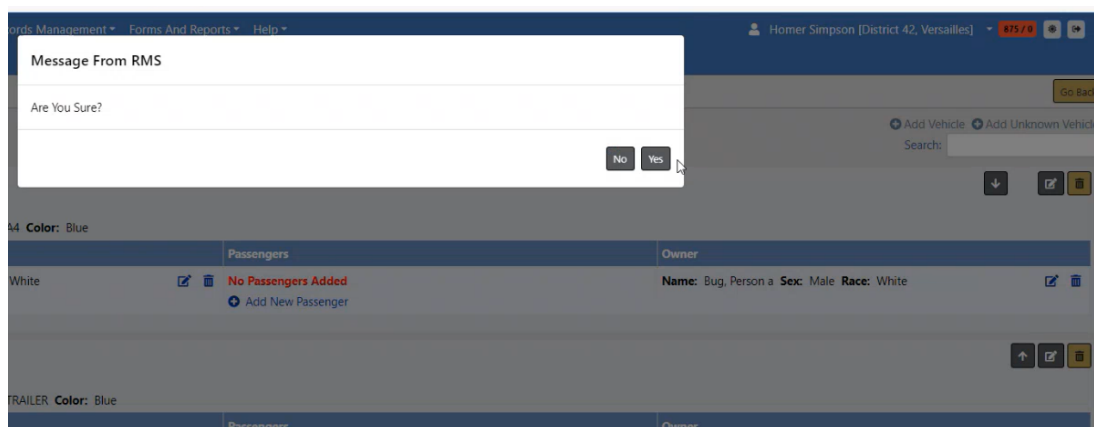 ords Management Forms And Reports Help Homer Simpson [District 42, Versailles] 875 / 0
Message From RMS
Go Back
Are You Sure?
Add Vehicle Add Unknown Vehicle
Search:
No Yes
A4 Color: Blue
Passengers Owner
White No Passengers Added Name: Bug, Person a Sex: Male Race: White
Add New Passenger
TRAILER Color: Blue
Passengers Owner